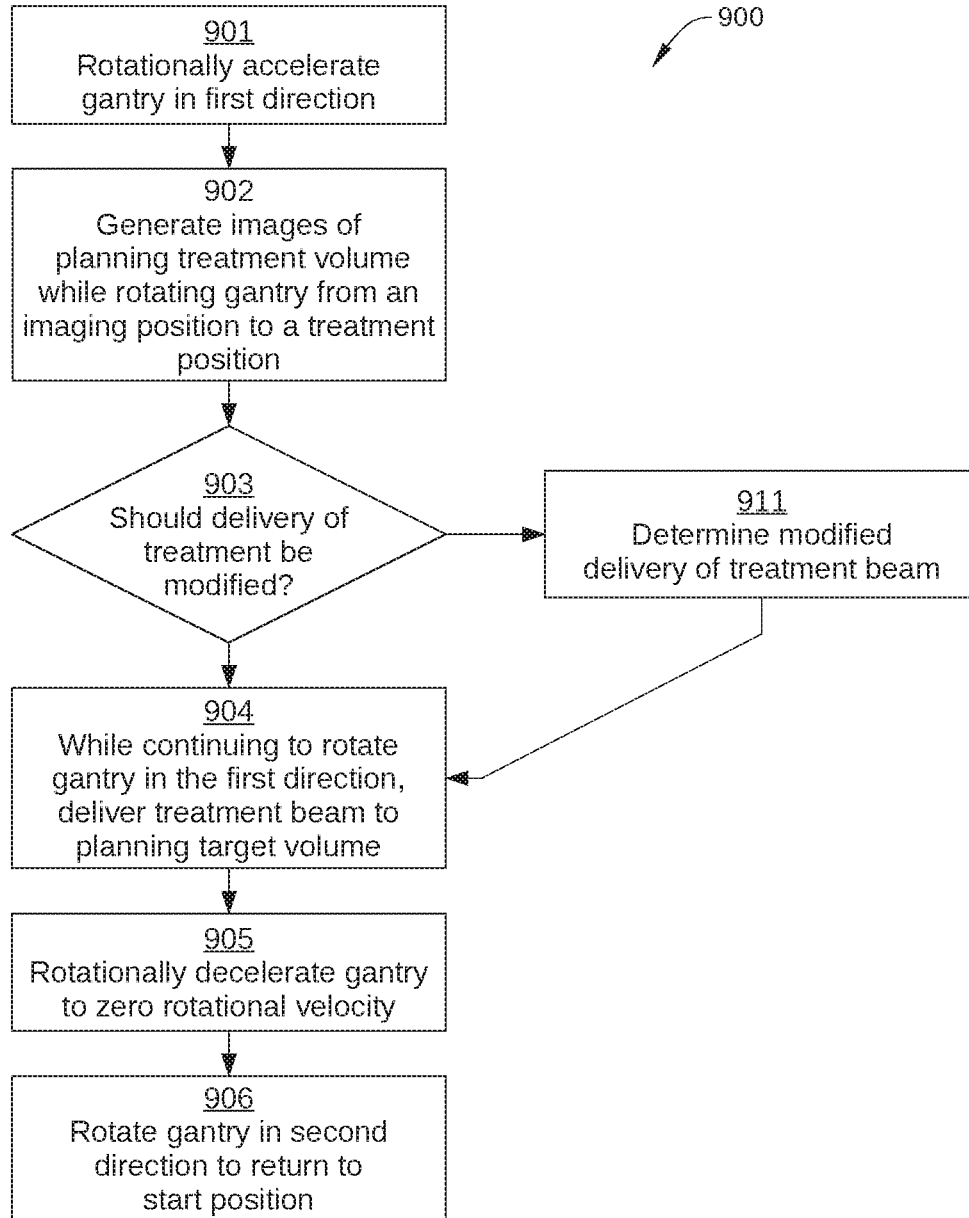 900
901
Rotationally accelerate
gantry in first direction
902
Generate images of
planning treatment volume
while rotating gantry from an
imaging position to a treatment
position
903
Should delivery of
treatment be
modified?
911
Determine modified
delivery of treatment beam
904
While continuing to rotate
gantry in the first direction,
deliver treatment beam to
planning target volume
905
Rotationally decelerate gantry
to zero rotational velocity
906
Rotate gantry in second
direction to return to
start position